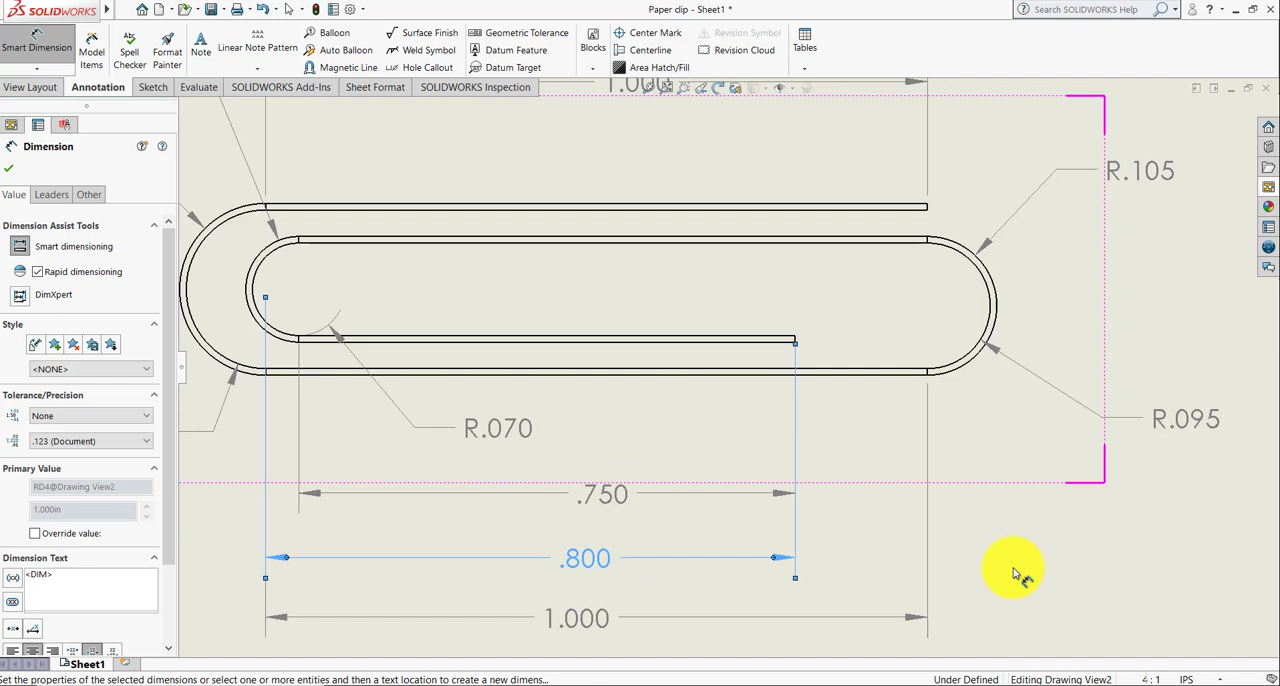 SOLIDWORKS
Paper clip - Sheet1 *
Search SOLIDWORKS Help
Smart Dimension
Model Items
Spell Checker
Format Painter
Note
Linear Note Pattern
Balloon
Auto Balloon
Magnetic Line
Surface Finish
Weld Symbol
Hole Callout
Geometric Tolerance
Datum Feature
Datum Target
Blocks
Center Mark
Centerline
Area Hatch/Fill
Revision Symbol
Revision Cloud
Tables
View Layout
Annotation
Sketch
Evaluate
SOLIDWORKS Add-Ins
Sheet Format
SOLIDWORKS Inspection
Dimension
Value
Leaders
Other
Dimension Assist Tools
Smart dimensioning
Rapid dimensioning
DimXpert
Style
<NONE>
Tolerance/Precision
None
.123 (Document)
Primary Value
RD4@Drawing View2
1.000in
Override value:
Dimension Text
<DIM>
1.000
R.105
R.095
R.070
.750
.800
1.000
Sheet1
Set the properties of the selected dimensions or select one or more entities and then a text location to create a new dimens...
Under Defined
Editing Drawing View2
4 : 1
IPS